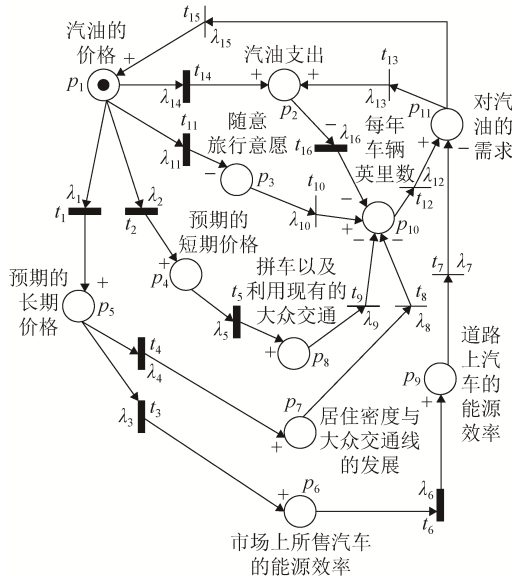 t15
λ15
汽油的
价格
+
p1
t14
λ14
汽油支出
+
+
p2
t13
λ13
p11
对
汽油的
需求
+
−
t11
λ11
随意
旅行意愿
−
p3
−
λ16
t16
每年
车辆
英里数
λ12
t12
t10
λ10
−
+
−
−
p10
λ1
t1
λ2
t2
预期的
短期价格
+
p4
预期的
长期
价格
+
p5
拼车以及
利用现有的
大众交通
t5
λ5
+
p8
t9
λ9
t8
λ8
t7
λ7
道路
上汽
车的
能源
效率
p9
+
t4
λ4
t3
λ3
p7
+
居住密度与
大众交通线
的发展
+
p6
市场上所售汽车
的能源效率
λ6
t6